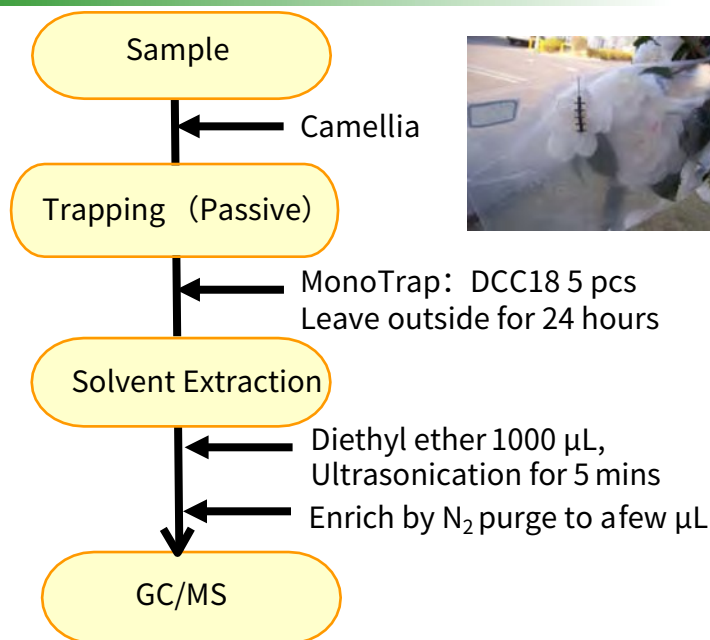 Sample
Camellia
Trapping （Passive）
MonoTrap： DCC18 5 pcs
Leave outside for 24 hours
Solvent Extraction
Diethyl ether 1000 µL,
Ultrasonication for 5 mins
Enrich by N₂ purge to afew µL
GC/MS